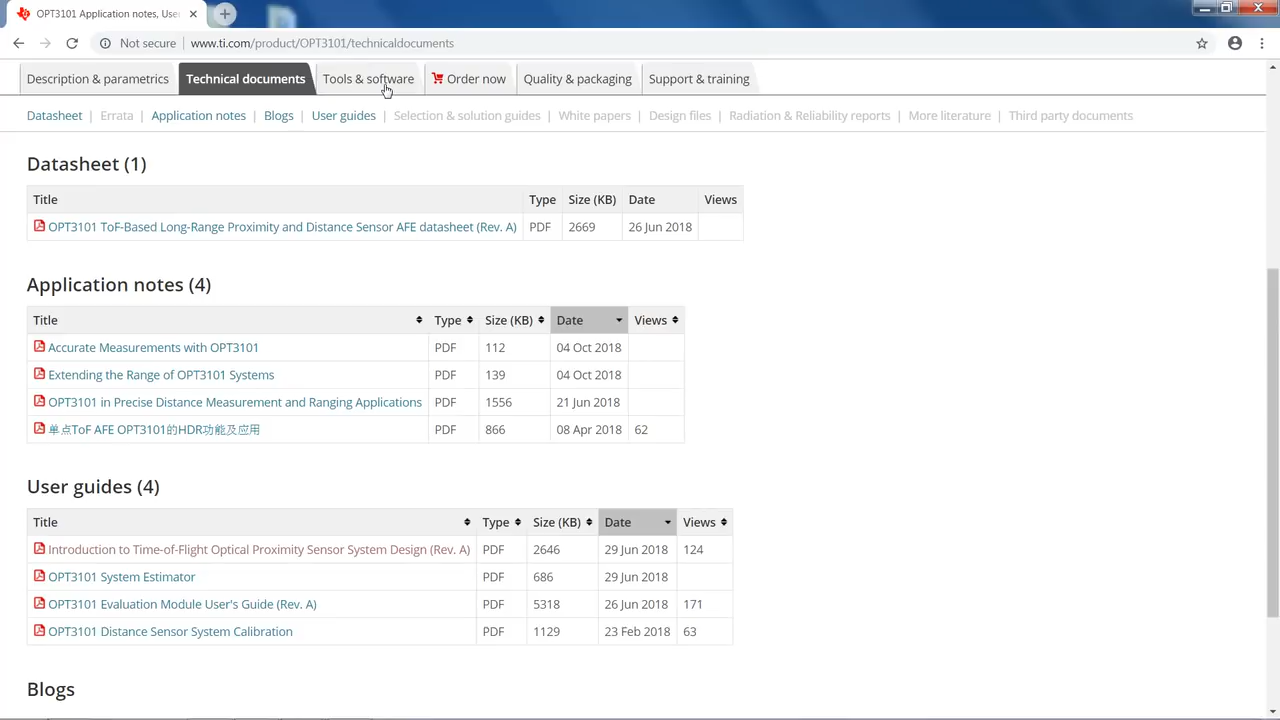 OPT3101 Application notes, User
Not secure www.ti.com/product/OPT3101/technicaldocuments
Description & parametrics Technical documents Tools & software Order now Quality & packaging Support & training
Datasheet | Errata | Application notes | Blogs | User guides | Selection & solution guides | White papers | Design files | Radiation & Reliability reports | More literature | Third party documents
Datasheet (1)
Title Type Size (KB) Date Views
OPT3101 ToF-Based Long-Range Proximity and Distance Sensor AFE datasheet (Rev. A) PDF 2669 26 Jun 2018
Application notes (4)
Title Type Size (KB) Date Views
Accurate Measurements with OPT3101 PDF 112 04 Oct 2018
Extending the Range of OPT3101 Systems PDF 139 04 Oct 2018
OPT3101 in Precise Distance Measurement and Ranging Applications PDF 1556 21 Jun 2018
单点ToF AFE OPT3101的HDR功能及应用 PDF 866 08 Apr 2018 62
User guides (4)
Title Type Size (KB) Date Views
Introduction to Time-of-Flight Optical Proximity Sensor System Design (Rev. A) PDF 2646 29 Jun 2018 124
OPT3101 System Estimator PDF 686 29 Jun 2018
OPT3101 Evaluation Module User's Guide (Rev. A) PDF 5318 26 Jun 2018 171
OPT3101 Distance Sensor System Calibration PDF 1129 23 Feb 2018 63
Blogs